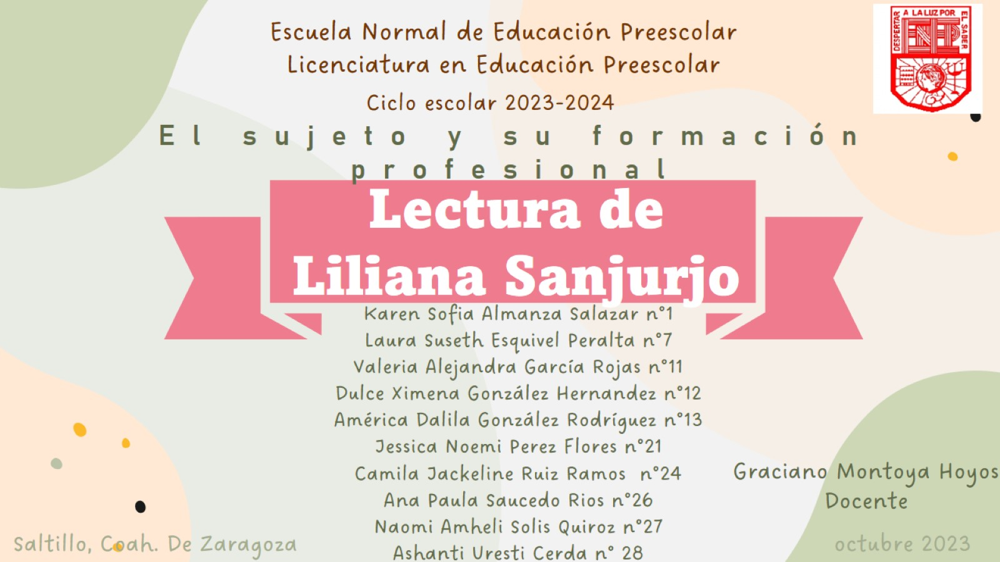 Escuela Normal de Educación Preescolar
Licenciatura en Educación Preescolar
Ciclo escolar 2023-2024
DESPERTAR A LA LUZ POR EL SABER
ENEP
El sujeto y su formación
profesional
Lectura de
Liliana Sanjurjo
Karen Sofia Almanza Salazar n°1
Laura Suseth Esquivel Peralta n°7
Valeria Alejandra García Rojas n°11
Dulce Ximena González Hernandez n°12
América Dalila González Rodríguez n°13
Jessica Noemi Perez Flores n°21
Camila Jackeline Ruiz Ramos n°24
Ana Paula Saucedo Rios n°26
Naomi Amheli Solis Quiroz n°27
Ashanti Uresti Cerda n° 28
Graciano Montoya Hoyos
Docente
Saltillo, Coah. De Zaragoza
octubre 2023